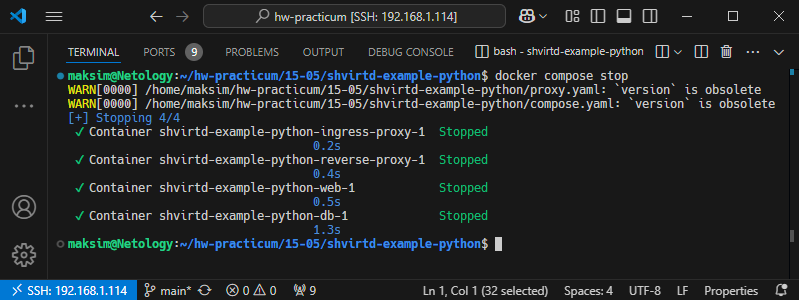 hw-practicum [SSH: 192.168.1.114]
TERMINAL PORTS 9 PROBLEMS OUTPUT DEBUG CONSOLE bash - shvirtd-example-python
maksim@Netology:~/hw-practicum/15-05/shvirtd-example-python$ docker compose stop
WARN[0000] /home/maksim/hw-practicum/15-05/shvirtd-example-python/proxy.yaml: `version` is obsolete
WARN[0000] /home/maksim/hw-practicum/15-05/shvirtd-example-python/compose.yaml: `version` is obsolete
[+] Stopping 4/4
✓ Container shvirtd-example-python-ingress-proxy-1 Stopped
0.2s
✓ Container shvirtd-example-python-reverse-proxy-1 Stopped
0.4s
✓ Container shvirtd-example-python-web-1 Stopped
0.5s
✓ Container shvirtd-example-python-db-1 Stopped
1.3s
maksim@Netology:~/hw-practicum/15-05/shvirtd-example-python$
SSH: 192.168.1.114 main* 0 0 9 Ln 1, Col 1 (32 selected) Spaces: 4 UTF-8 LF Properties